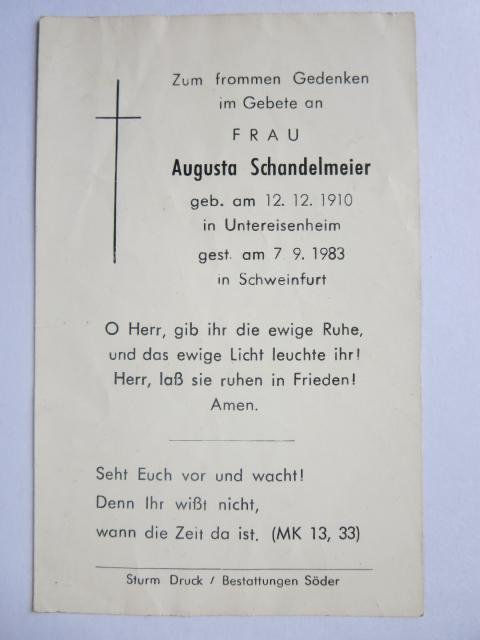 Zum frommen Gedenken
im Gebete an
FRAU
Augusta Schandelmeier
geb. am 12. 12. 1910
in Untereisenheim
gest. am 7 9. 1983
in Schweinfurt
O Herr, gib ihr die ewige Ruhe,
und das ewige Licht leuchte ihr!
Herr, laß sie ruhen in Frieden!
Amen.
Seht Euch vor und wacht!
Denn Ihr wißt nicht,
wann die Zeit da ist. (MK 13, 33)
Sturm Druck / Bestattungen Söder